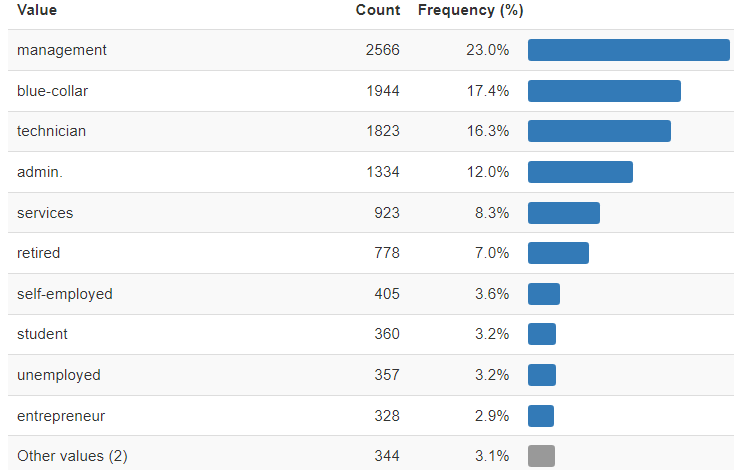 Value Count Frequency (%)
management 2566 23.0%
blue-collar 1944 17.4%
technician 1823 16.3%
admin. 1334 12.0%
services 923 8.3%
retired 778 7.0%
self-employed 405 3.6%
student 360 3.2%
unemployed 357 3.2%
entrepreneur 328 2.9%
Other values (2) 344 3.1%